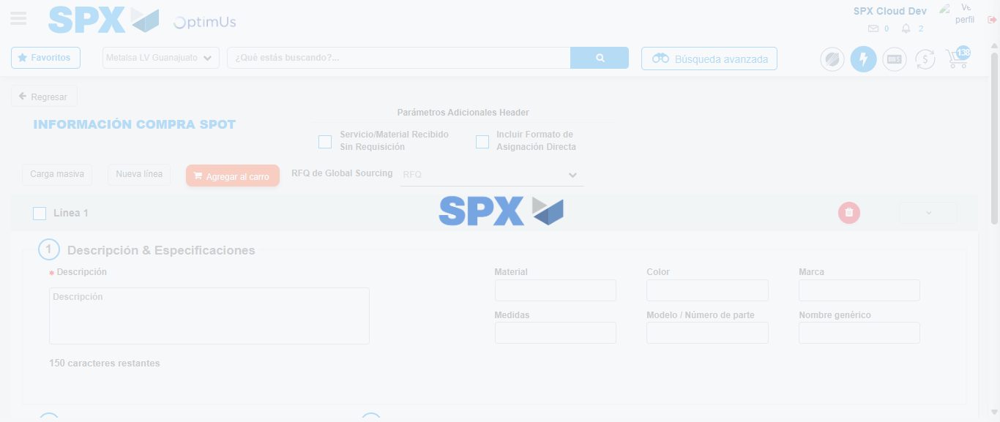 SPX
OptimUs
SPX Cloud Dev
0
2
perfil
Favoritos
Metalsa LV Guanajuato
¿Qué estás buscando?...
Búsqueda avanzada
138
Regresar
INFORMACIÓN COMPRA SPOT
Parámetros Adicionales Header
Servicio/Material Recibido
Sin Requisición
Incluir Formato de
Asignación Directa
Carga masiva
Nueva línea
Agregar al carro
RFQ de Global Sourcing
RFQ
Linea 1
SPX
1
Descripción & Especificaciones
* Descripción
Descripción
150 caracteres restantes
Material
Color
Marca
Medidas
Modelo / Número de parte
Nombre genérico